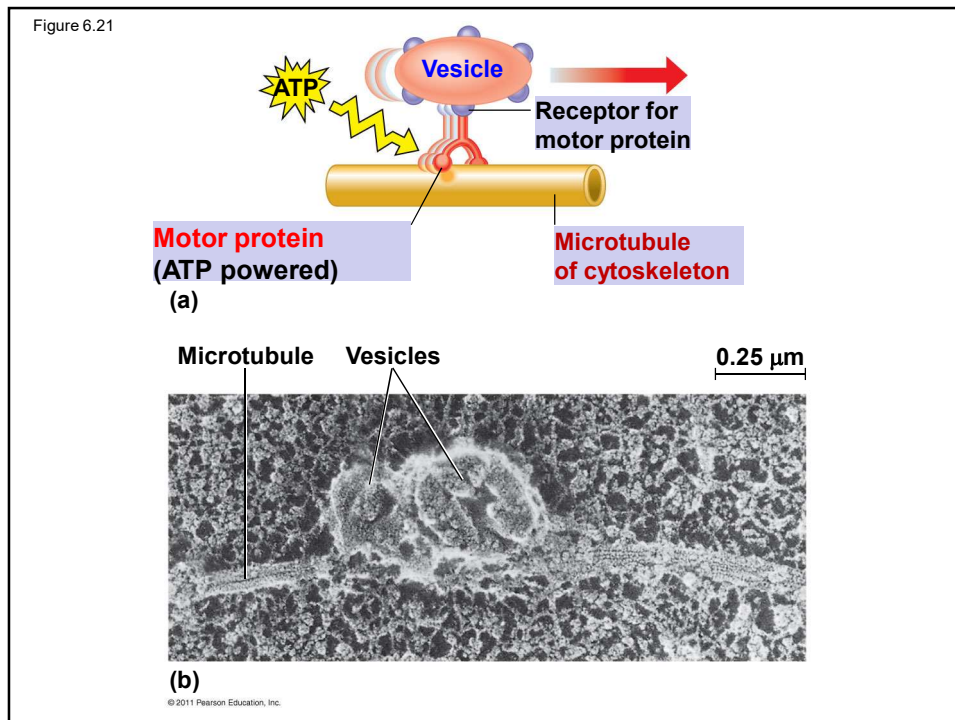 Figure 6.21
Vesicle
ATP
Receptor for
motor protein
Motor protein
(ATP powered)
Microtubule
of cytoskeleton
(a)
Microtubule
Vesicles
0.25 μm
(b)
© 2011 Pearson Education, Inc.